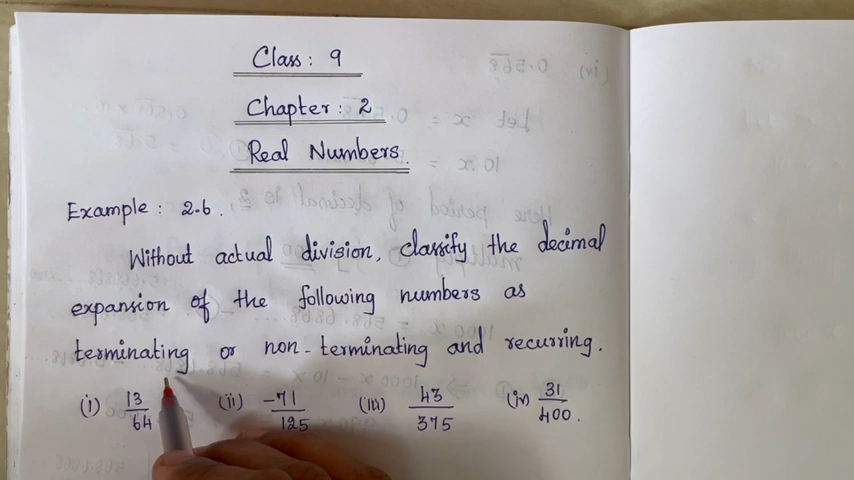 Class: 9
Chapter: 2
Real Numbers.
Example: 2.6.
Without actual division, classify the decimal
expansion of the following numbers as
terminating or non-terminating and recurring.
(i) 13/64 (ii) -71/125 (iii) 43/375 (iv) 31/400.